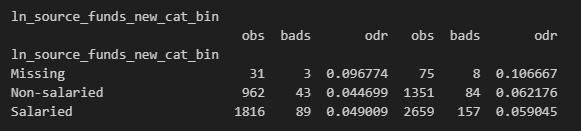 ln_source_funds_new_cat_bin
obs bads odr obs bads odr
ln_source_funds_new_cat_bin
Missing 31 3 0.096774 75 8 0.106667
Non-salaried 962 43 0.044699 1351 84 0.062176
Salaried 1816 89 0.049009 2659 157 0.059045